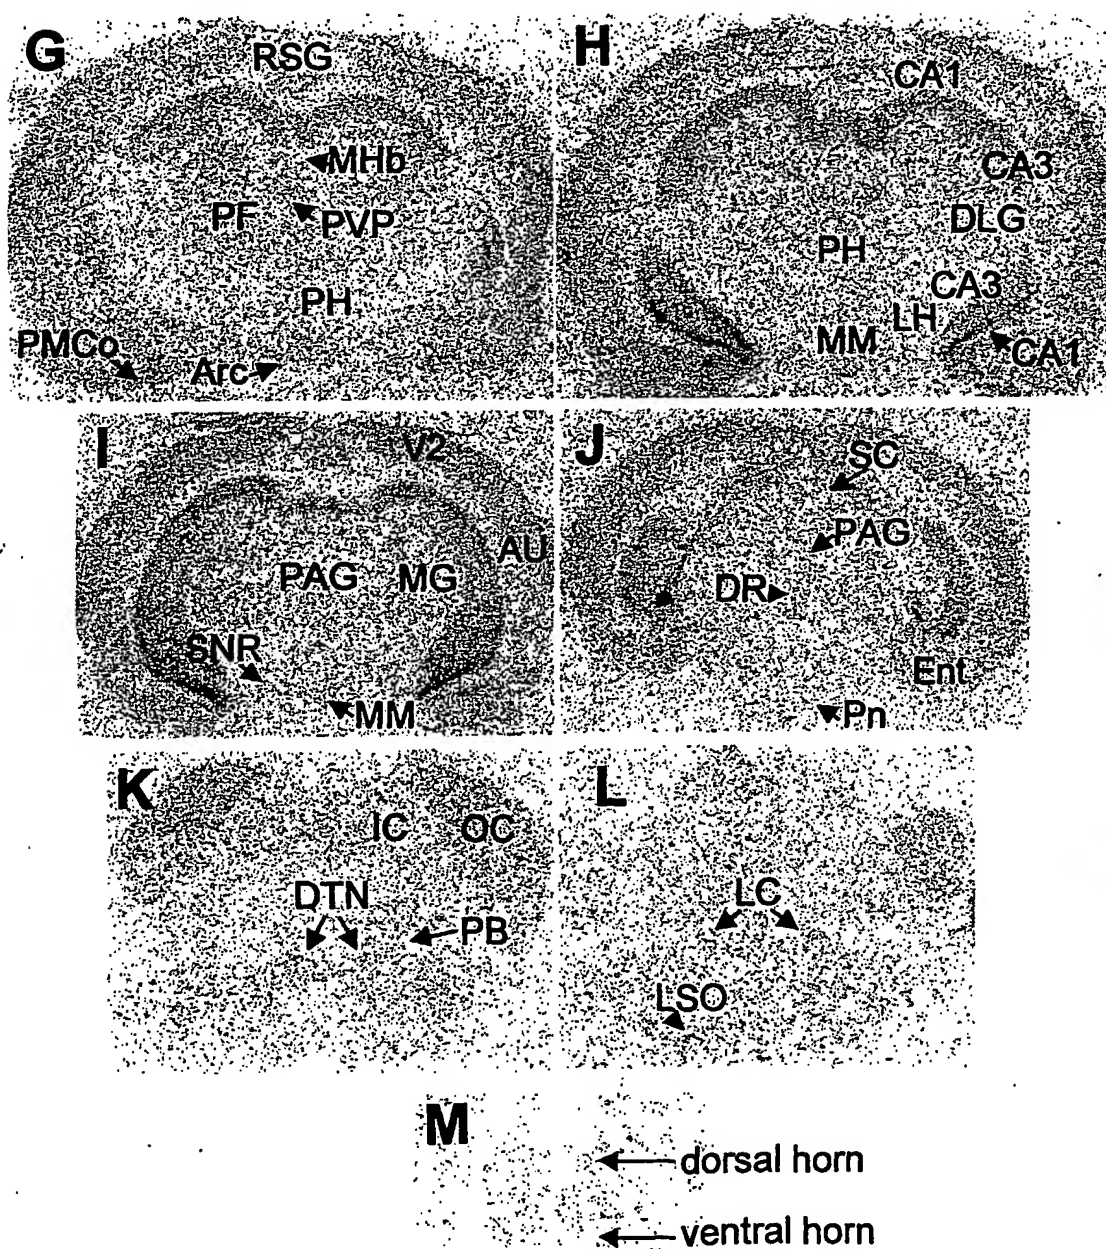 G
RSG
MHb
PF
PVP
PH
PMCo
Arc
H
CA1
CA3
DLG
PH
CA3
LH
MM
CA1
I
V2
AU
PAG
MG
SNR
MM
J
SC
PAG
DR
Ent
Pn
K
IC
OC
DTN
PB
L
LC
LSO
M
dorsal horn
ventral horn